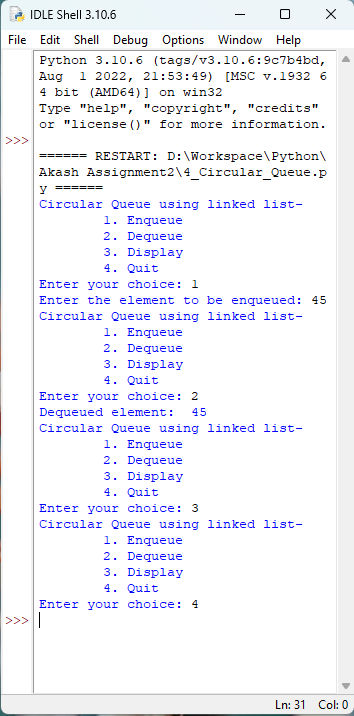 IDLE Shell 3.10.6
File Edit Shell Debug Options Window Help
Python 3.10.6 (tags/v3.10.6:9c7b4bd,
Aug  1 2022, 21:53:49) [MSC v.1932 6
4 bit (AMD64)] on win32
Type "help", "copyright", "credits"
or "license()" for more information.
>>>
====== RESTART: D:\Workspace\Python\
Akash Assignment2\4_Circular_Queue.p
y ======
Circular Queue using linked list-
1. Enqueue
2. Dequeue
3. Display
4. Quit
Enter your choice: 1
Enter the element to be enqueued: 45
Circular Queue using linked list-
1. Enqueue
2. Dequeue
3. Display
4. Quit
Enter your choice: 2
Dequeued element:  45
Circular Queue using linked list-
1. Enqueue
2. Dequeue
3. Display
4. Quit
Enter your choice: 3
Circular Queue using linked list-
1. Enqueue
2. Dequeue
3. Display
4. Quit
Enter your choice: 4
>>>
Ln: 31 Col: 0